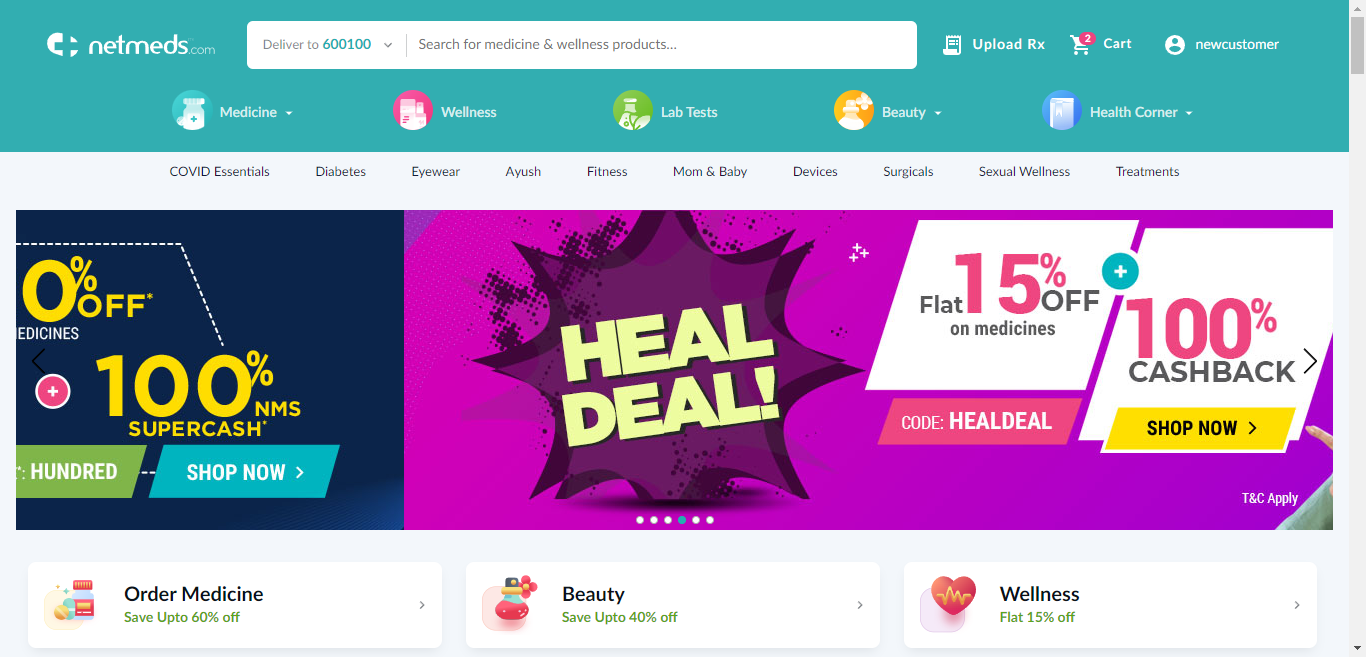 netmeds.com
Deliver to 600100
Search for medicine & wellness products...
Upload Rx
2
Cart
newcustomer
Medicine
Wellness
Lab Tests
Beauty
Health Corner
COVID Essentials
Diabetes
Eyewear
Ayush
Fitness
Mom & Baby
Devices
Surgicals
Sexual Wellness
Treatments
0%
OFF*
EDICINES
+
100%
NMS
SUPERCASH*
*: HUNDRED
SHOP NOW >
HEAL
DEAL!
Flat 15% OFF
on medicines
+
100%
CASHBACK
CODE: HEALDEAL
SHOP NOW >
T&C Apply
Order Medicine
Save Upto 60% off
Beauty
Save Upto 40% off
Wellness
Flat 15% off